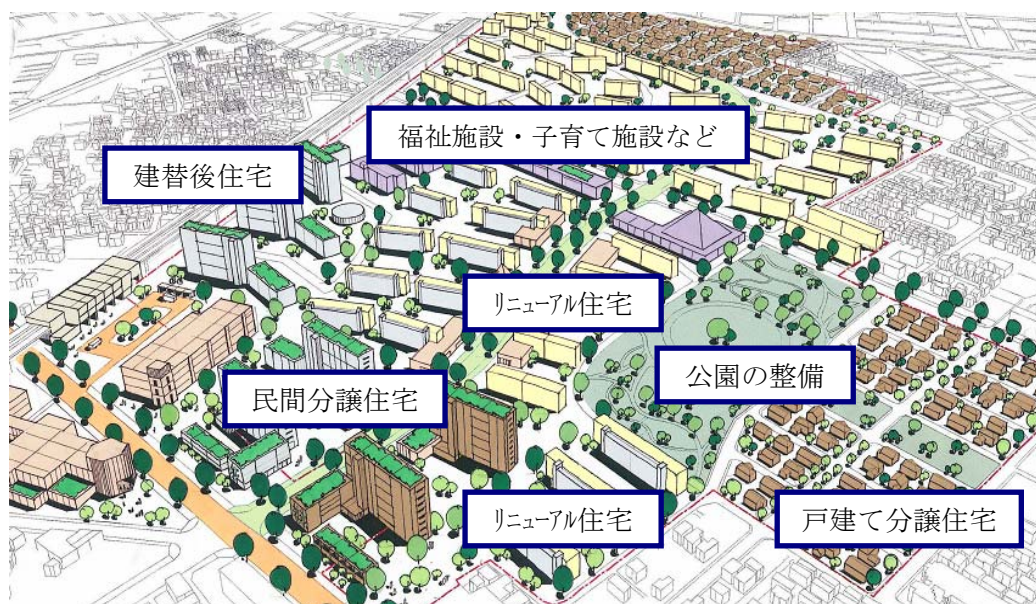 福祉施設・子育て施設など
建替後住宅
ﾘﾆｭｰｱﾙ住宅
公園の整備
民間分譲住宅
ﾘﾆｭｰｱﾙ住宅
戸建て分譲住宅